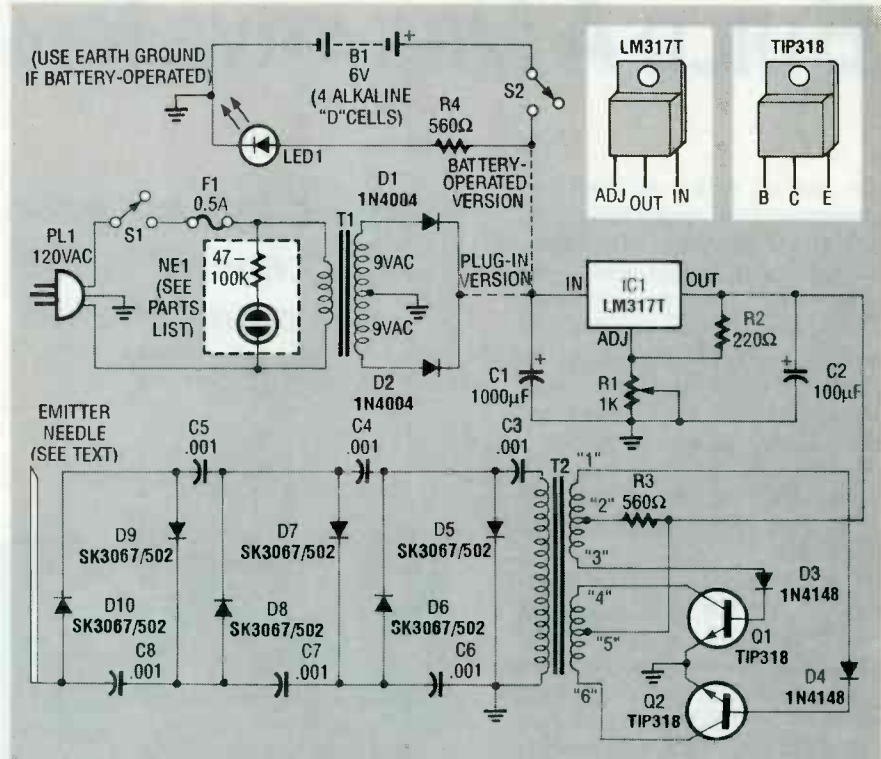 (USE EARTH GROUND
IF BATTERY-OPERATED)
B1
6V
(4 ALKALINE
"D"CELLS)
+
S2
R4
560Ω
LED1
BATTERY-
OPERATED
VERSION
LM317T
ADJ
OUT
IN
TIP318
B
C
E
PL1
120VAC
S1
F1
0.5A
NE1
(SEE
PARTS
LIST)
47–
100K
T1
D1
1N4004
9VAC
9VAC
D2
1N4004
PLUG-IN
VERSION
IN
IC1
LM317T
OUT
ADJ
R2
220Ω
+
C1
1000µF
R1
1K
+
C2
100µF
EMITTER
NEEDLE
(SEE TEXT)
C5
.001
C4
.001
C3
.001
T2
"1"
"2"
"3"
"4"
"5"
"6"
R3
560Ω
D9
SK3067/502
D7
SK3067/502
D5
SK3067/502
D10
SK3067/502
D8
SK3067/502
D6
SK3067/502
C8
.001
C7
.001
C6
.001
D3
1N4148
Q1
TIP318
D4
1N4148
Q2
TIP318